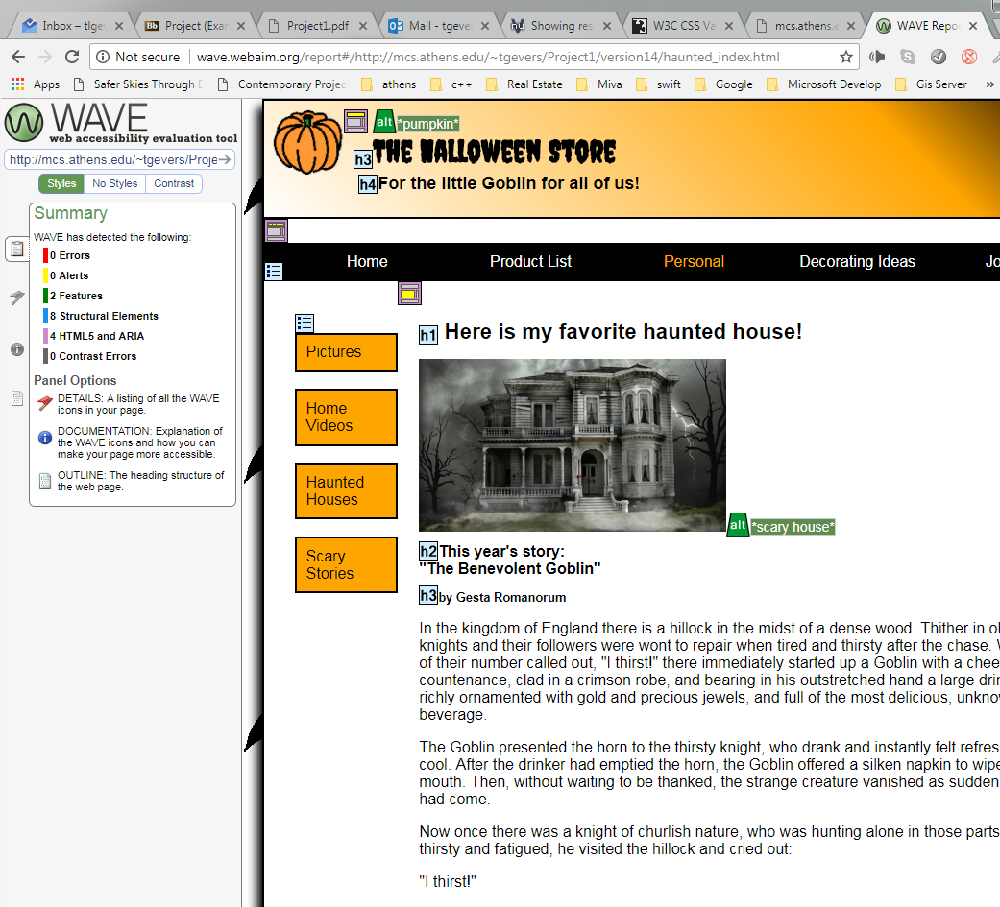 Inbox – tlge
Project (Exan
Project1.pdf
Mail - tgeve
Showing res
W3C CSS Va
mcs.athens.e
WAVE Repo
Not secure
wave.webaim.org/report#/http://mcs.athens.edu/~tgevers/Project1/version14/haunted_index.html
Apps
Safer Skies Through E
Contemporary Projec
athens
c++
Real Estate
Miva
swift
Google
Microsoft Develop
Gis Server
»
WAVE
web accessibility evaluation tool
http://mcs.athens.edu/~tgevers/Proje
Styles
No Styles
Contrast
Summary
WAVE has detected the following:
0 Errors
0 Alerts
2 Features
8 Structural Elements
4 HTML5 and ARIA
0 Contrast Errors
Panel Options
DETAILS: A listing of all the WAVE
icons in your page.
DOCUMENTATION: Explanation of
the WAVE icons and how you can
make your page more accessible.
OUTLINE: The heading structure of
the web page.
alt *pumpkin*
h3 THE HALLOWEEN STORE
h4 For the little Goblin for all of us!
Home
Product List
Personal
Decorating Ideas
Jo
Pictures
Home
Videos
Haunted
Houses
Scary
Stories
h1 Here is my favorite haunted house!
alt *scary house*
h2 This year's story:
"The Benevolent Goblin"
h3 by Gesta Romanorum
In the kingdom of England there is a hillock in the midst of a dense wood. Thither in ol
knights and their followers were wont to repair when tired and thirsty after the chase. W
of their number called out, "I thirst!" there immediately started up a Goblin with a chee
countenance, clad in a crimson robe, and bearing in his outstretched hand a large drin
richly ornamented with gold and precious jewels, and full of the most delicious, unknow
beverage.
The Goblin presented the horn to the thirsty knight, who drank and instantly felt refres
cool. After the drinker had emptied the horn, the Goblin offered a silken napkin to wipe
mouth. Then, without waiting to be thanked, the strange creature vanished as sudden
had come.
Now once there was a knight of churlish nature, who was hunting alone in those parts
thirsty and fatigued, he visited the hillock and cried out:
"I thirst!"